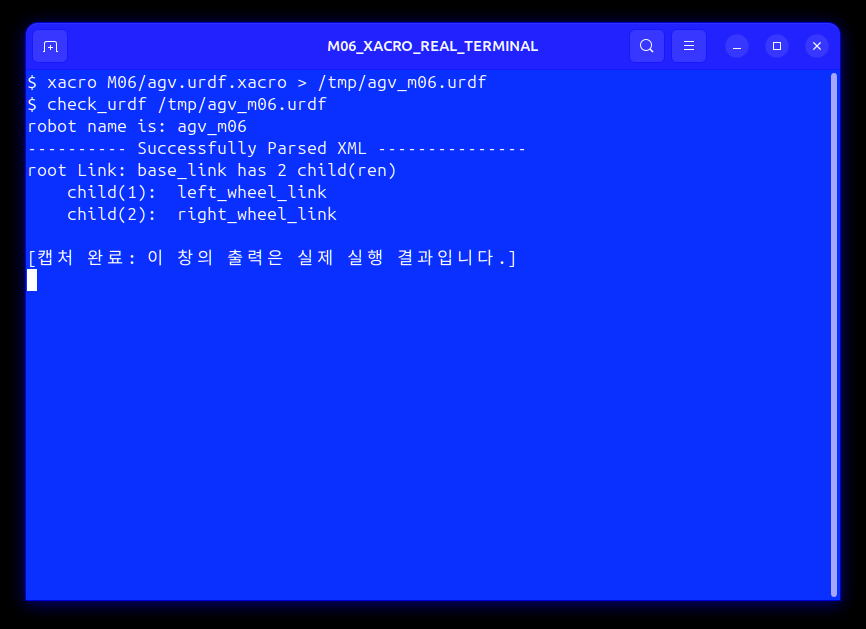 M06_XACRO_REAL_TERMINAL
$ xacro M06/agv.urdf.xacro > /tmp/agv_m06.urdf
$ check_urdf /tmp/agv_m06.urdf
robot name is: agv_m06
---------- Successfully Parsed XML ---------------
root Link: base_link has 2 child(ren)
    child(1):  left_wheel_link
    child(2):  right_wheel_link
[캡처 완료: 이 창의 출력은 실제 실행 결과입니다.]